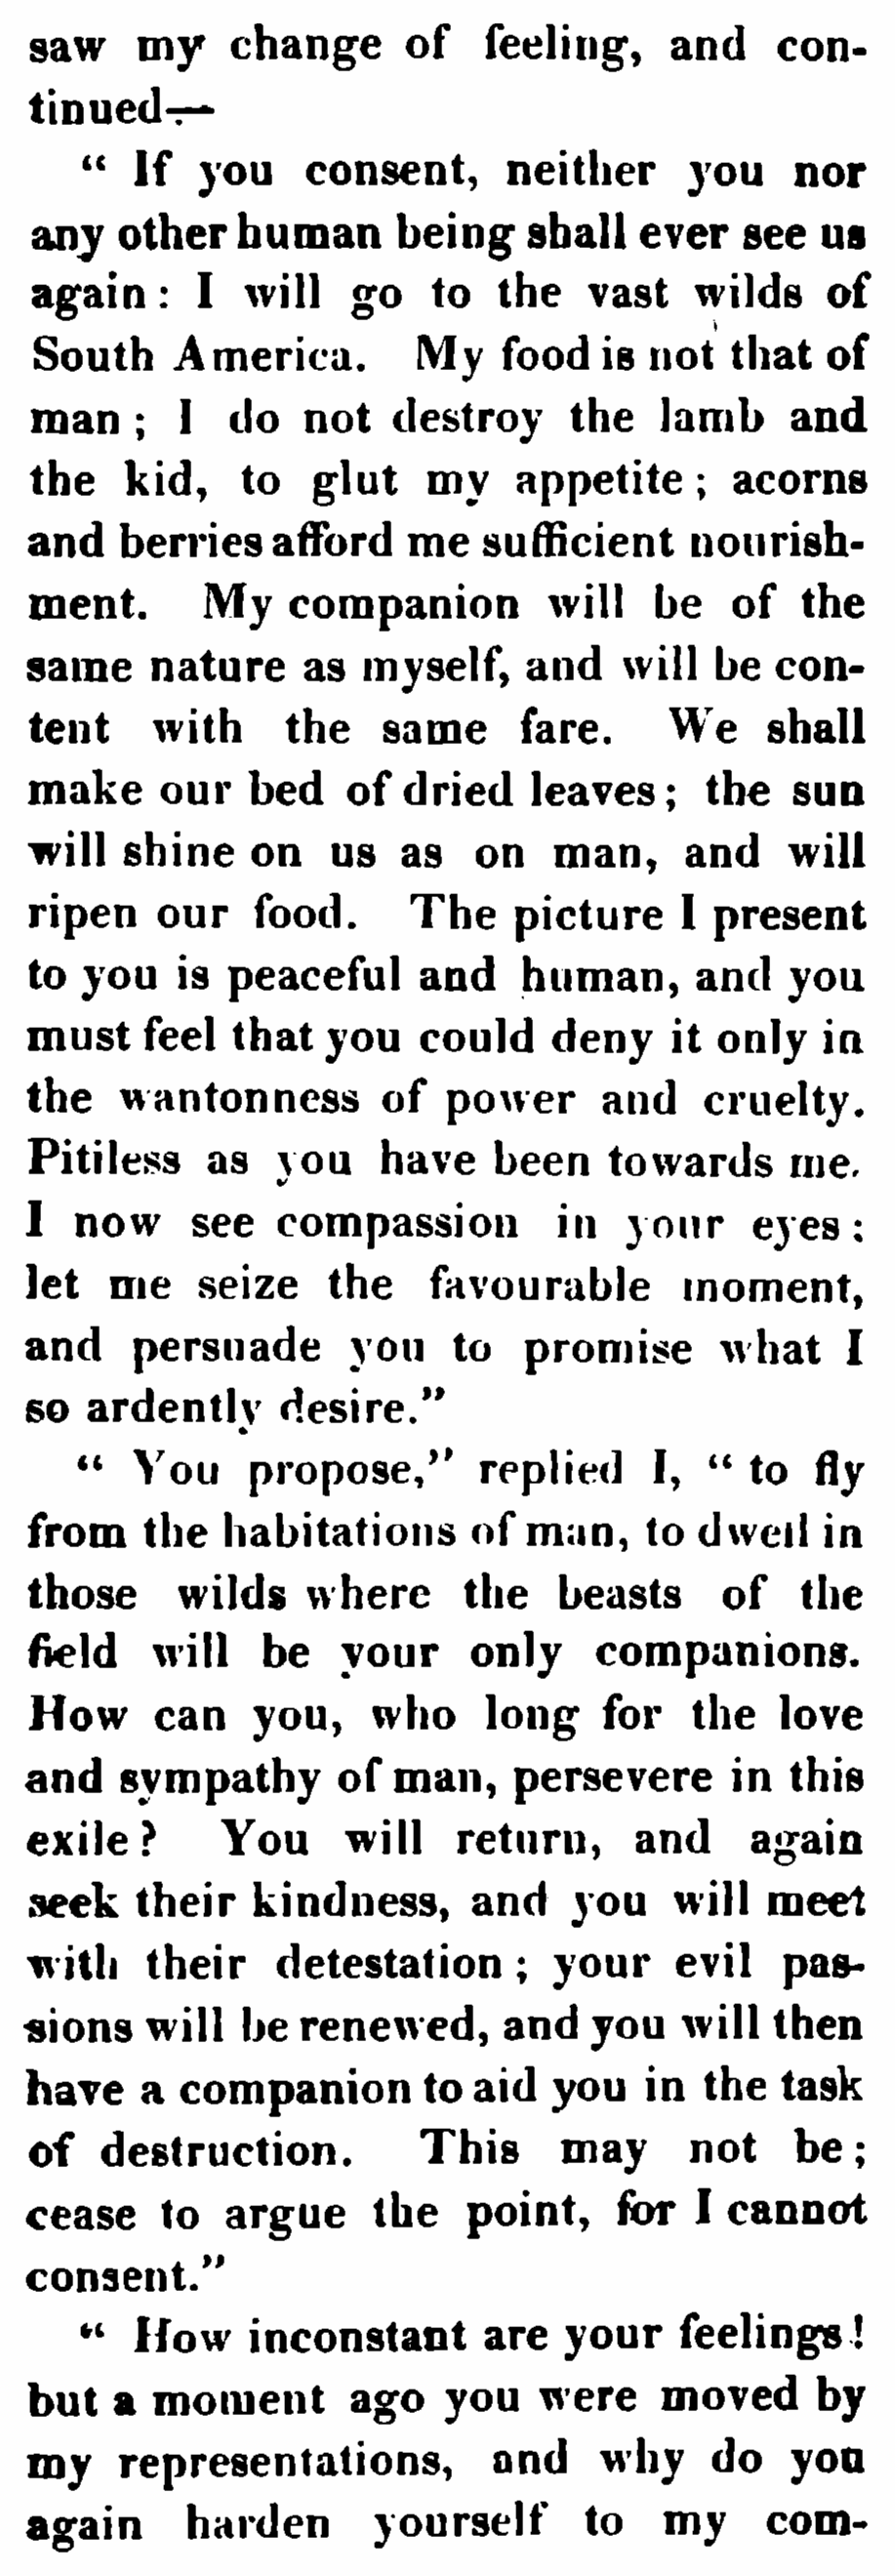 saw my change of feeling, and con-
tinued—
" If you consent, neither you nor
any other human being shall ever see us
again : I will go to the vast wilds of
South America. My food is not that of
man ; I do not destroy the lamb and
the kid, to glut my appetite ; acorns
and berries afford me sufficient nourish-
ment. My companion will be of the
same nature as myself, and will be con-
tent with the same fare. We shall
make our bed of dried leaves ; the sun
will shine on us as on man, and will
ripen our food. The picture I present
to you is peaceful and human, and you
must feel that you could deny it only in
the wantonness of power and cruelty.
Pitiless as you have been towards me.
I now see compassion in your eyes :
let me seize the favourable moment,
and persuade you to promise what I
so ardently desire."
" You propose," replied I, " to fly
from the habitations of man, to dwell in
those wilds where the beasts of the
field will be your only companions.
How can you, who long for the love
and sympathy of man, persevere in this
exile ? You will return, and again
seek their kindness, and you will meet
with their detestation ; your evil pas-
sions will be renewed, and you will then
have a companion to aid you in the task
of destruction. This may not be ;
cease to argue the point, for I cannot
consent."
" How inconstant are your feelings !
but a moment ago you were moved by
my representations, and why do you
again harden yourself to my com-